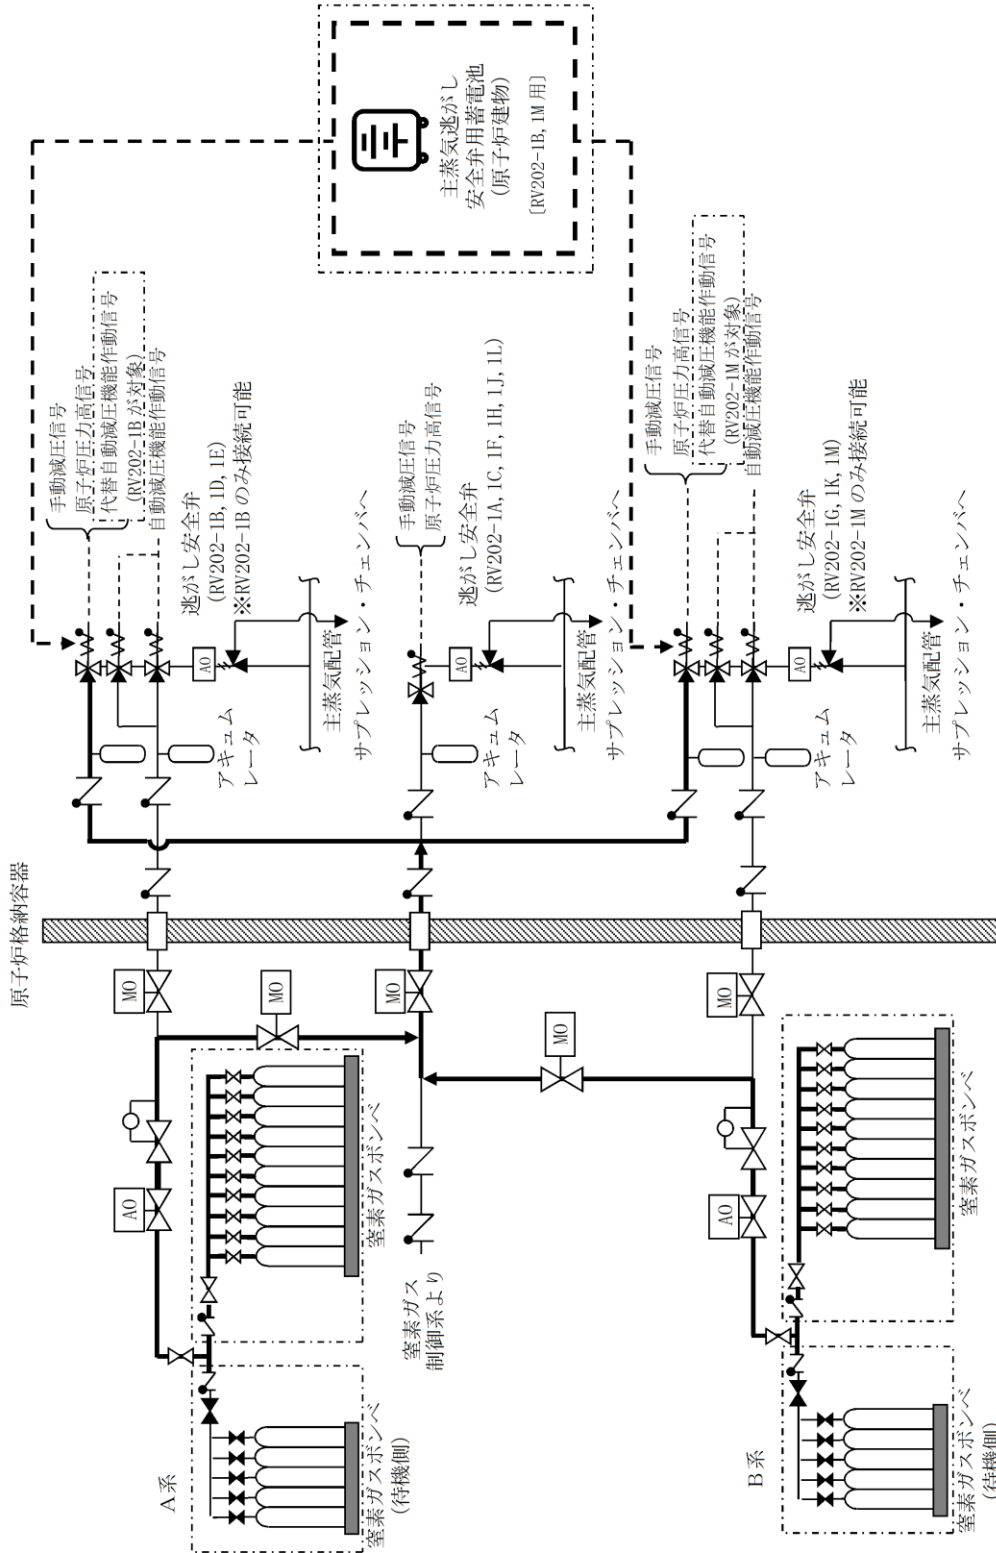 主蒸気逃がし
安全弁用蓄電池
(原子炉建物)
[RV202-1B, 1M 用]
手動減圧信号
原子炉圧力高信号
代替自動減圧機能作動信号
(RV202-1B が対象)
自動減圧機能作動信号
逃がし安全弁
(RV202-1B, 1D, 1E)
※RV202-1B のみ接続可能
主蒸気配管
サプレッション・チェンバへ
アキュム
レータ
AO
手動減圧信号
原子炉圧力高信号
逃がし安全弁
(RV202-1A, 1C, 1F, 1H, 1J, 1L)
主蒸気配管
サプレッション・チェンバへ
アキュム
レータ
AO
手動減圧信号
原子炉圧力高信号
代替自動減圧機能作動信号
(RV202-1M が対象)
自動減圧機能作動信号
逃がし安全弁
(RV202-1G, 1K, 1M)
※RV202-1M のみ接続可能
主蒸気配管
サプレッション・チェンバへ
アキュム
レータ
AO
原子炉格納容器
MO
MO
MO
MO
MO
AO
AO
A系
窒素ガスボンベ
(待機側)
窒素ガスボンベ
窒素ガス
制御系より
B系
窒素ガスボンベ
(待機側)
窒素ガスボンベ